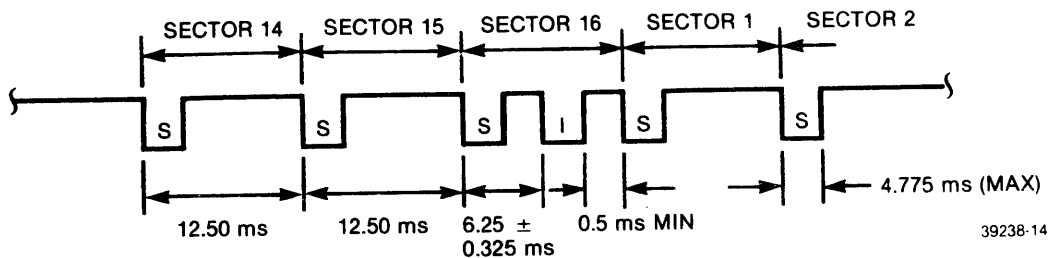 SECTOR 14 SECTOR 15 SECTOR 16 SECTOR 1 SECTOR 2
S S S I S S
12.50 ms 12.50 ms 6.25 ± 0.5 ms MIN 4.775 ms (MAX)
0.325 ms
39238-14